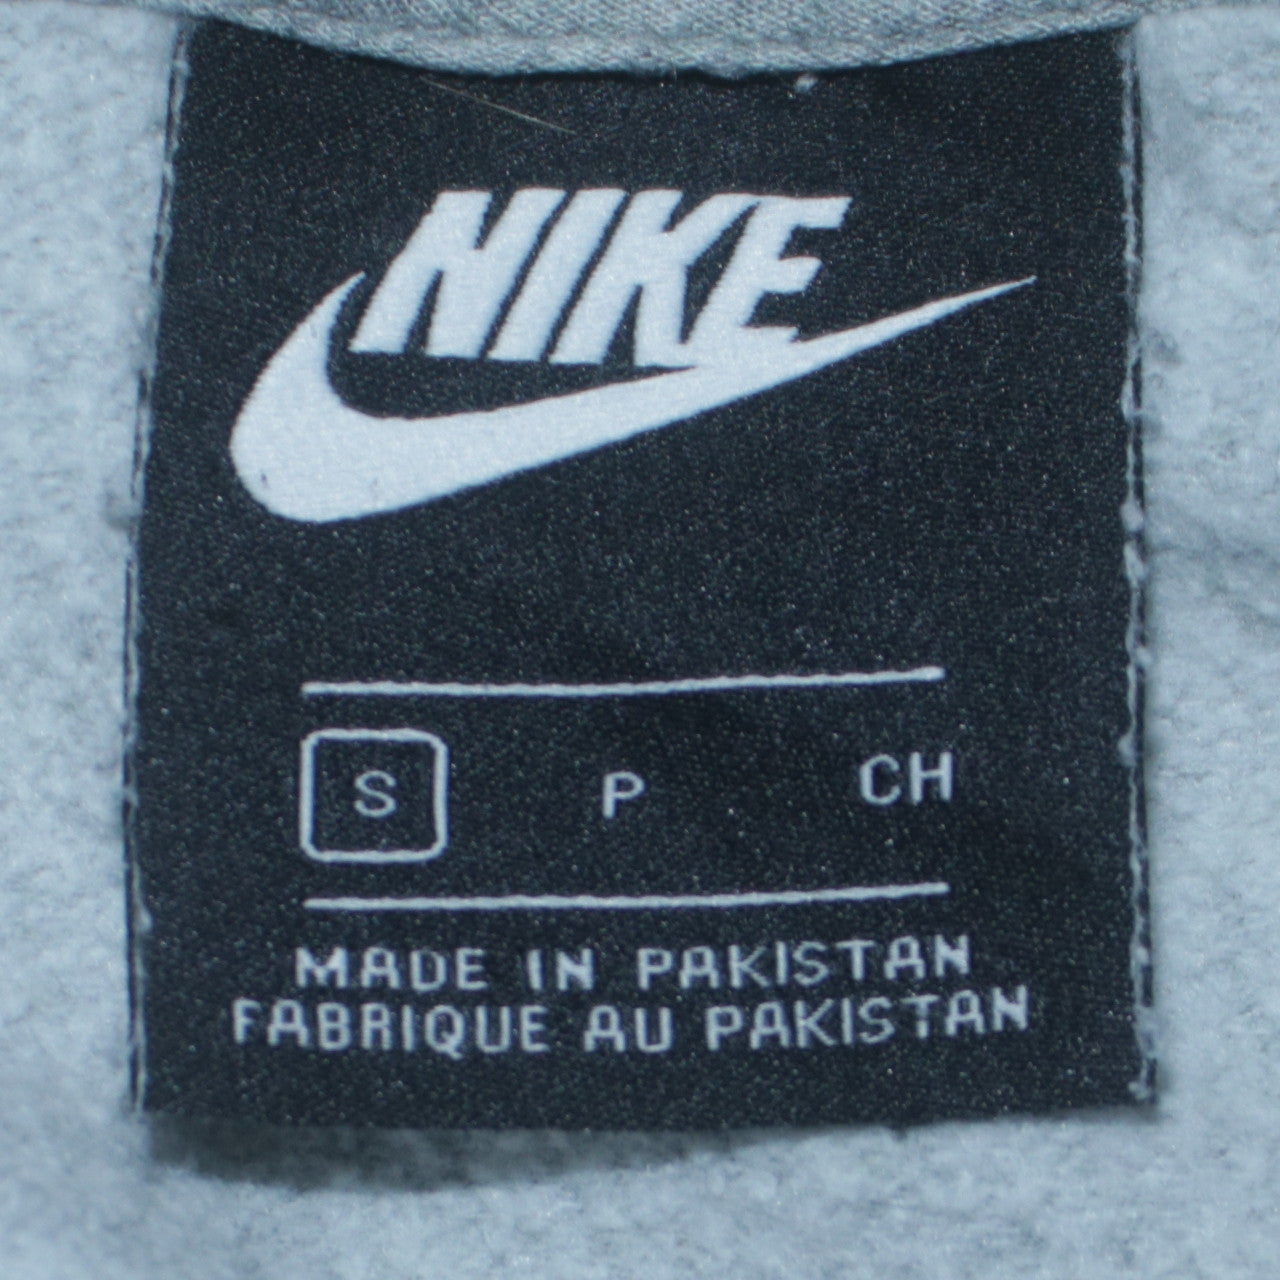 NIKE
S P CH
MADE IN PAKISTAN
FABRIQUE AU PAKISTAN